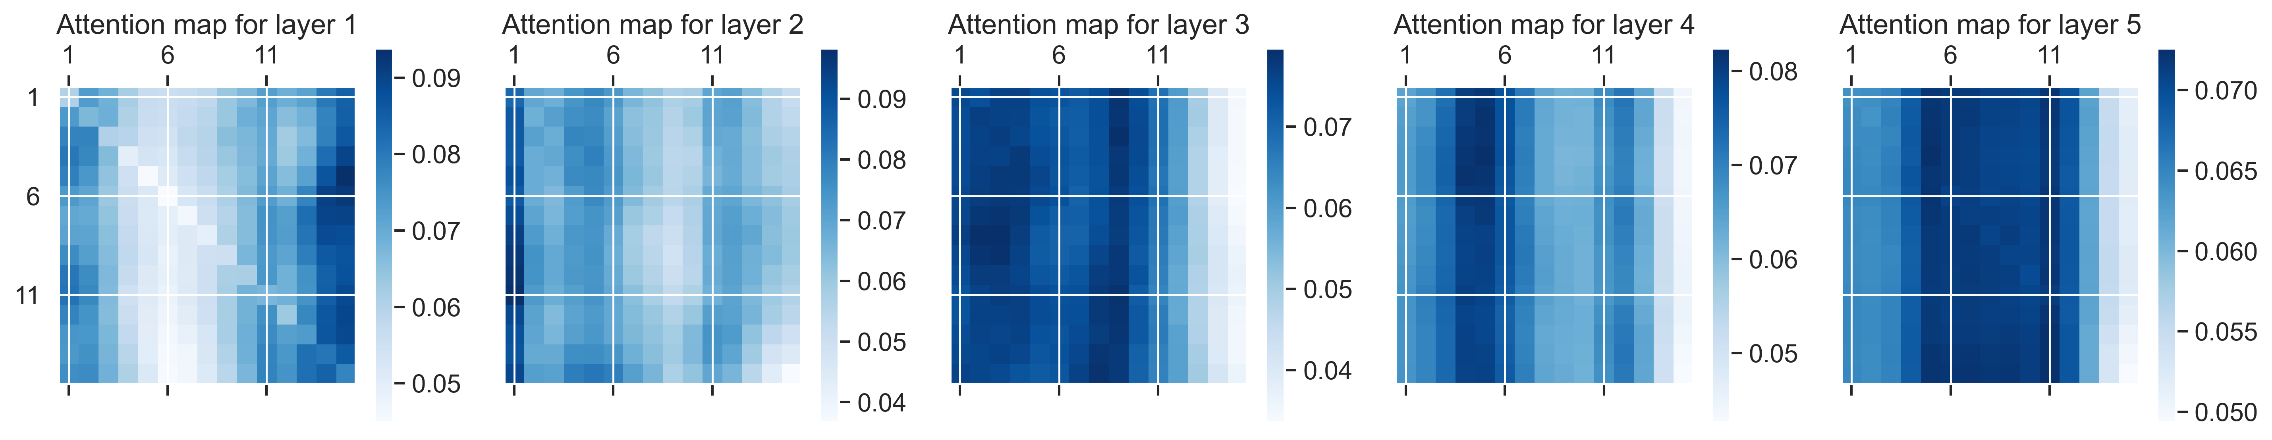 Attention map for layer 1
1 6 11
1
6
11
0.09
0.08
0.07
0.06
0.05
Attention map for layer 2
1 6 11
0.09
0.08
0.07
0.06
0.05
0.04
Attention map for layer 3
1 6 11
0.07
0.06
0.05
0.04
Attention map for layer 4
1 6 11
0.08
0.07
0.06
0.05
Attention map for layer 5
1 6 11
0.070
0.065
0.060
0.055
0.050